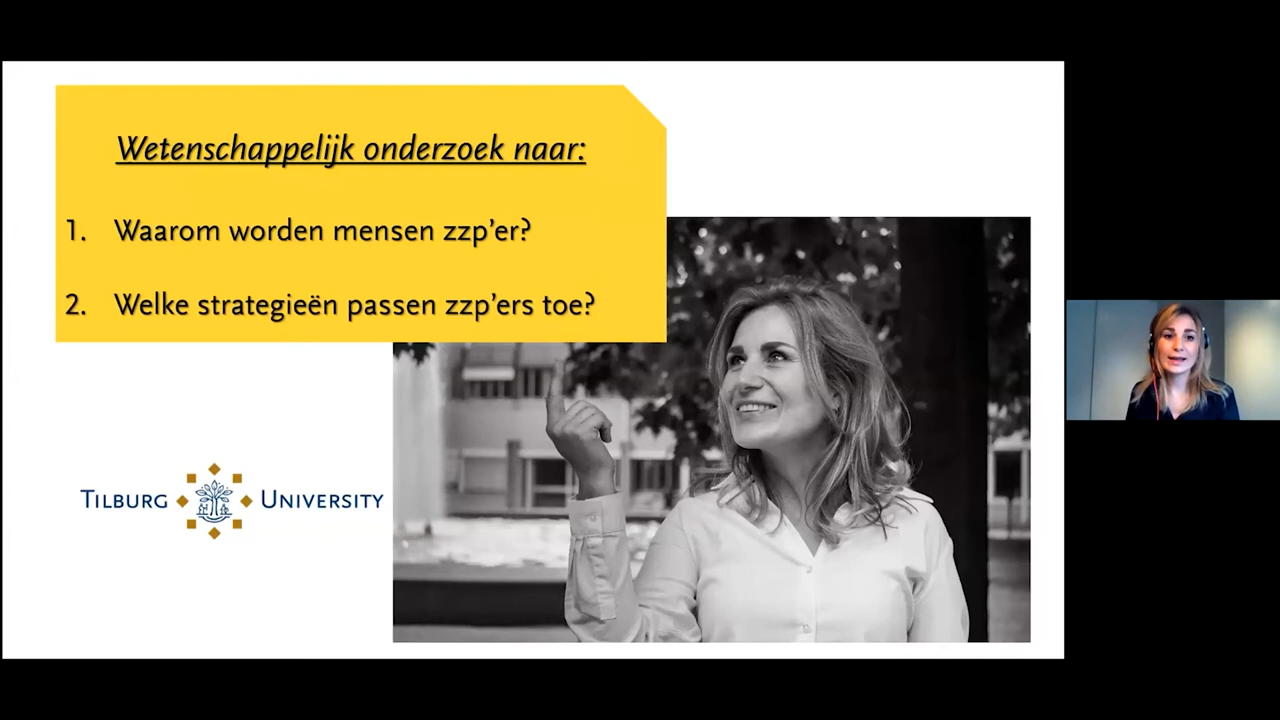 Wetenschappelijk onderzoek naar:
1. Waarom worden mensen zzp'er?
2. Welke strategieën passen zzp'ers toe?
TILBURG UNIVERSITY